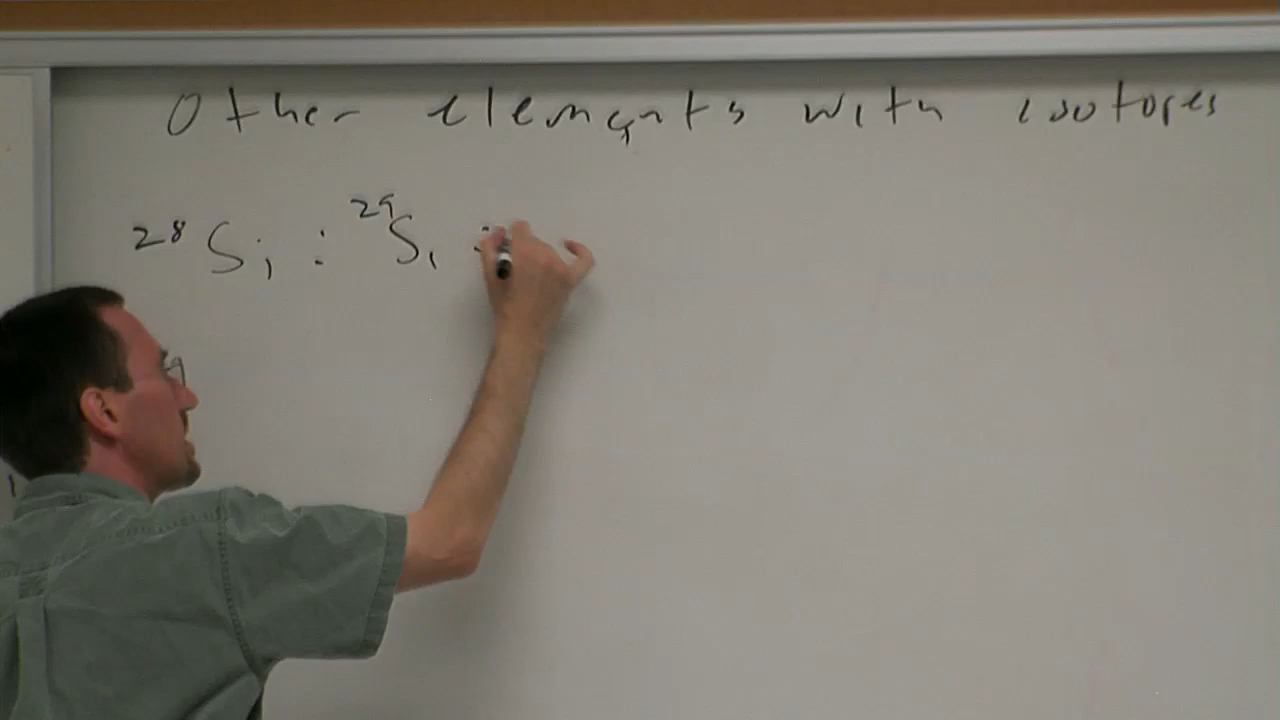 Other elements with isotopes
²⁸Si : ²⁹Si :